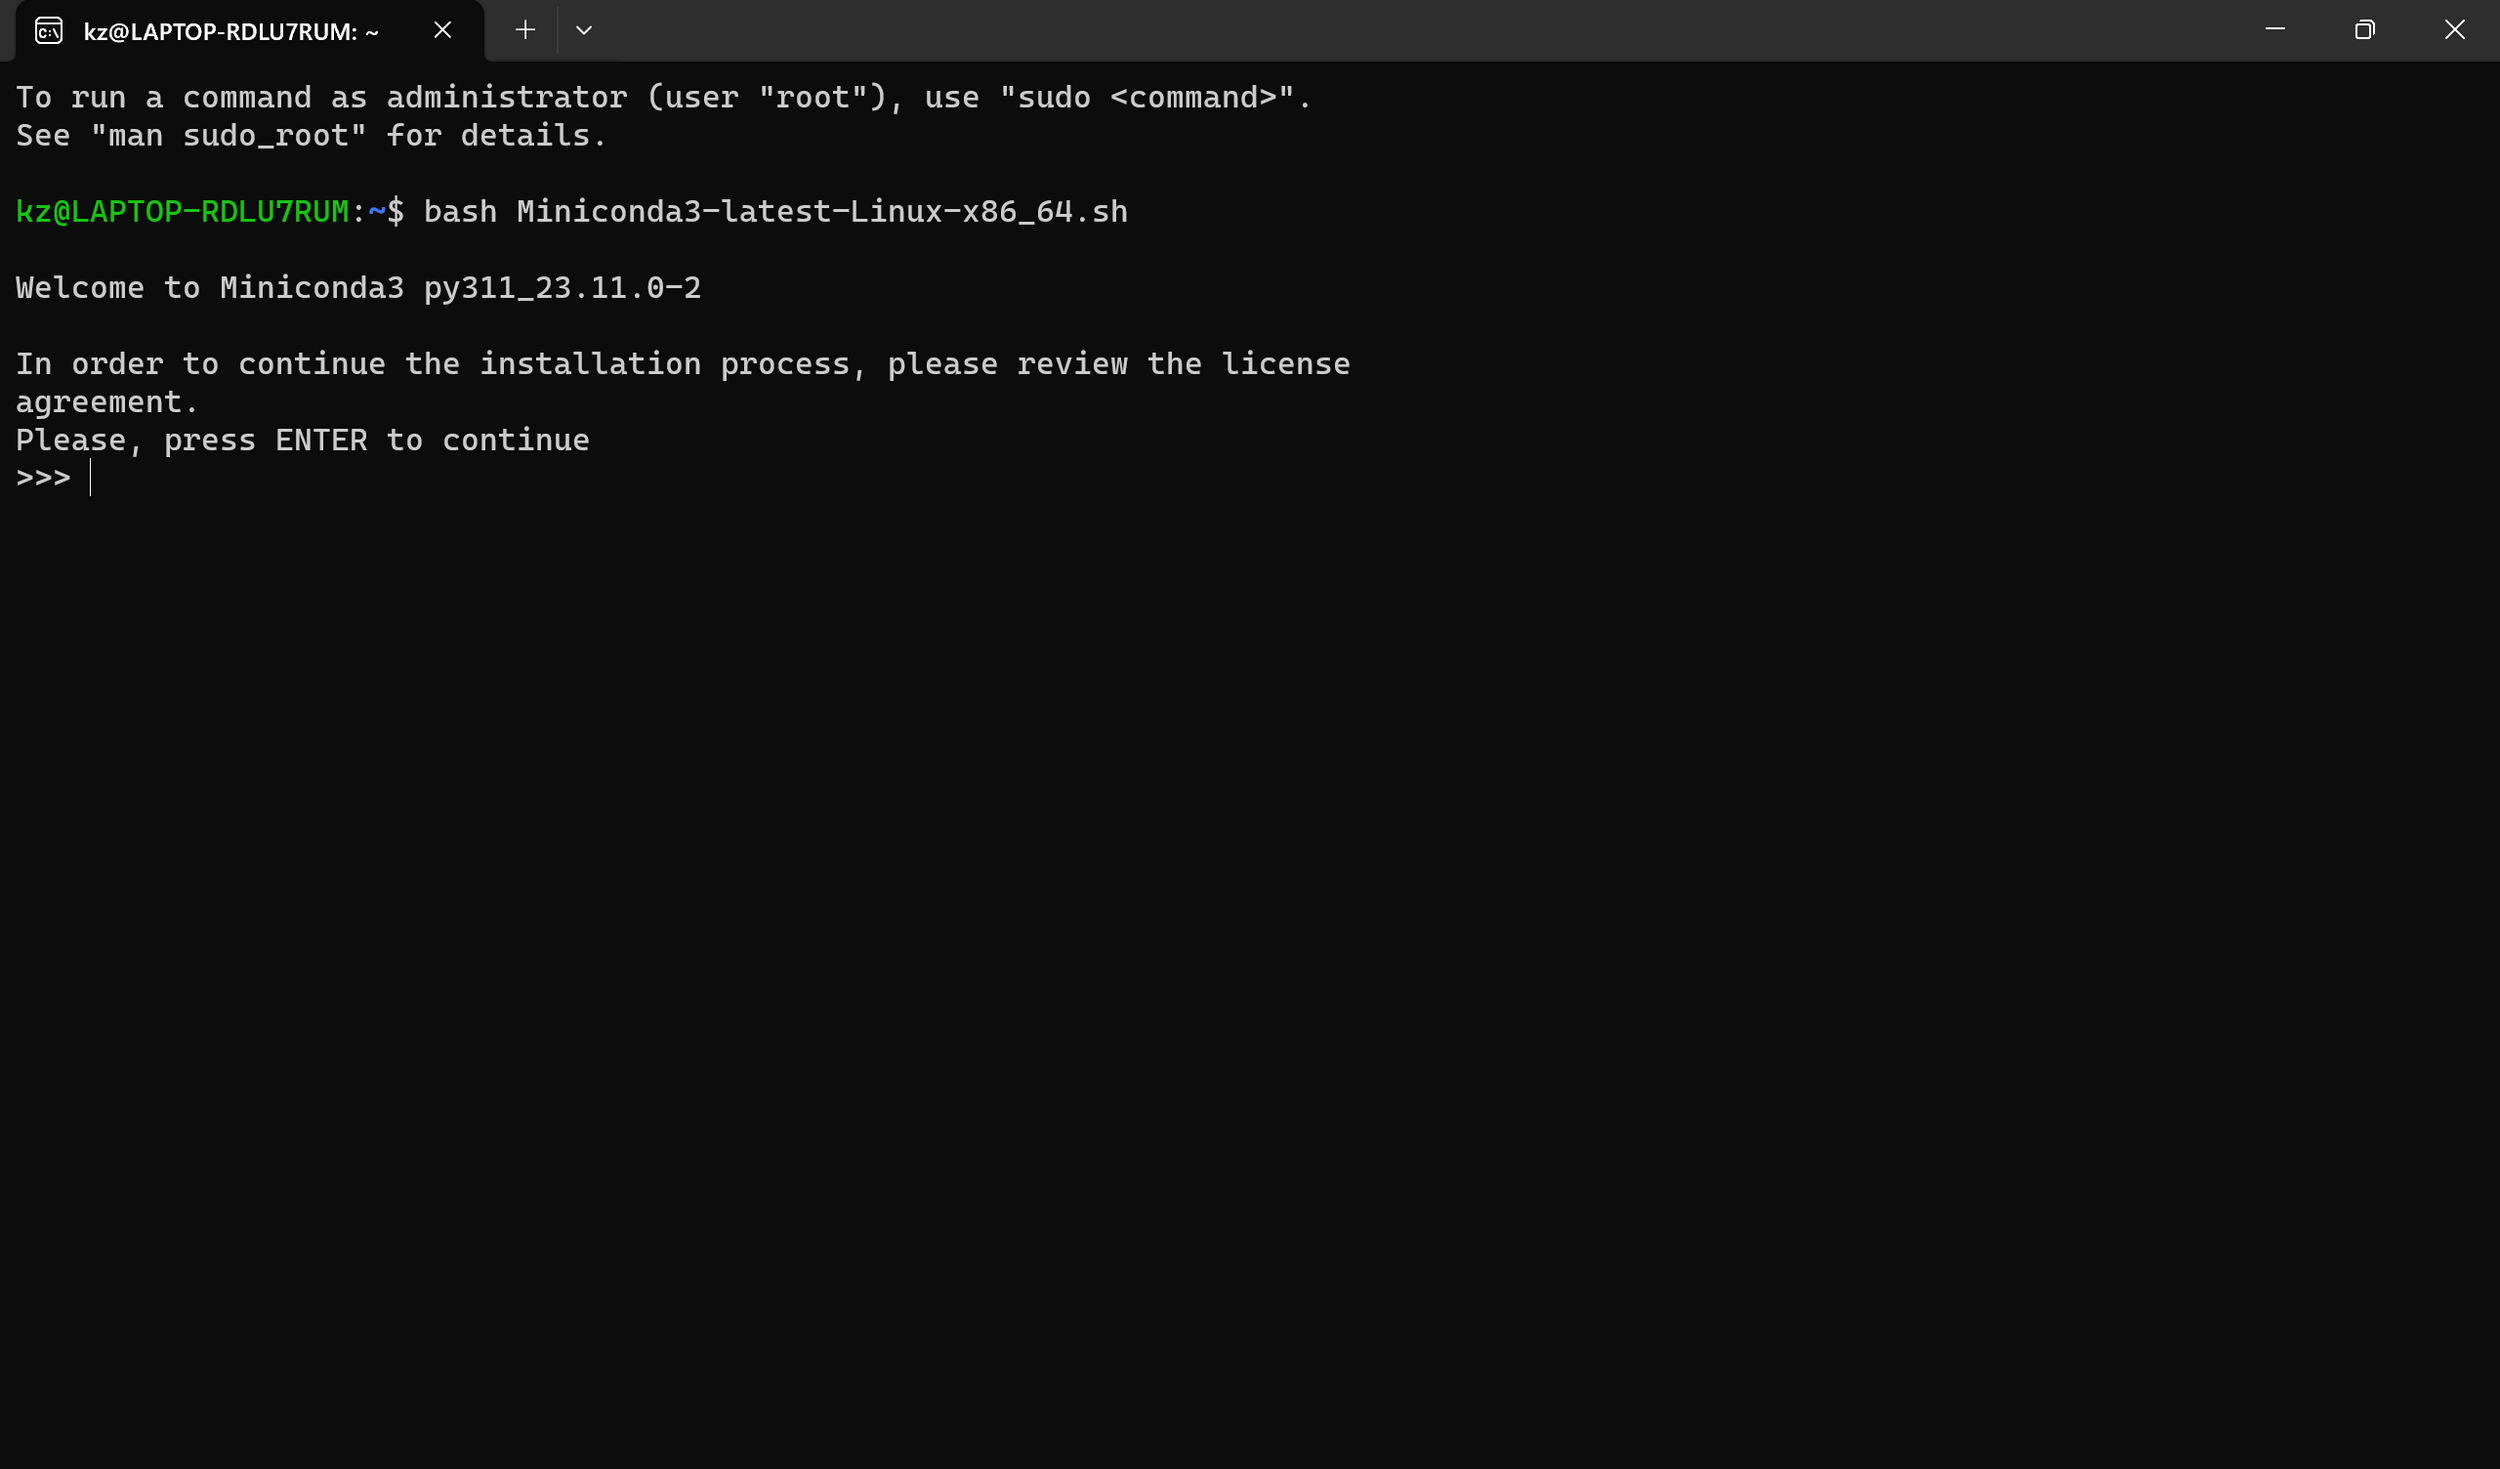 kz@LAPTOP-RDLU7RUM: ~
To run a command as administrator (user "root"), use "sudo <command>".
See "man sudo_root" for details.
kz@LAPTOP-RDLU7RUM:~$ bash Miniconda3-latest-Linux-x86_64.sh
Welcome to Miniconda3 py311_23.11.0-2
In order to continue the installation process, please review the license
agreement.
Please, press ENTER to continue
>>>